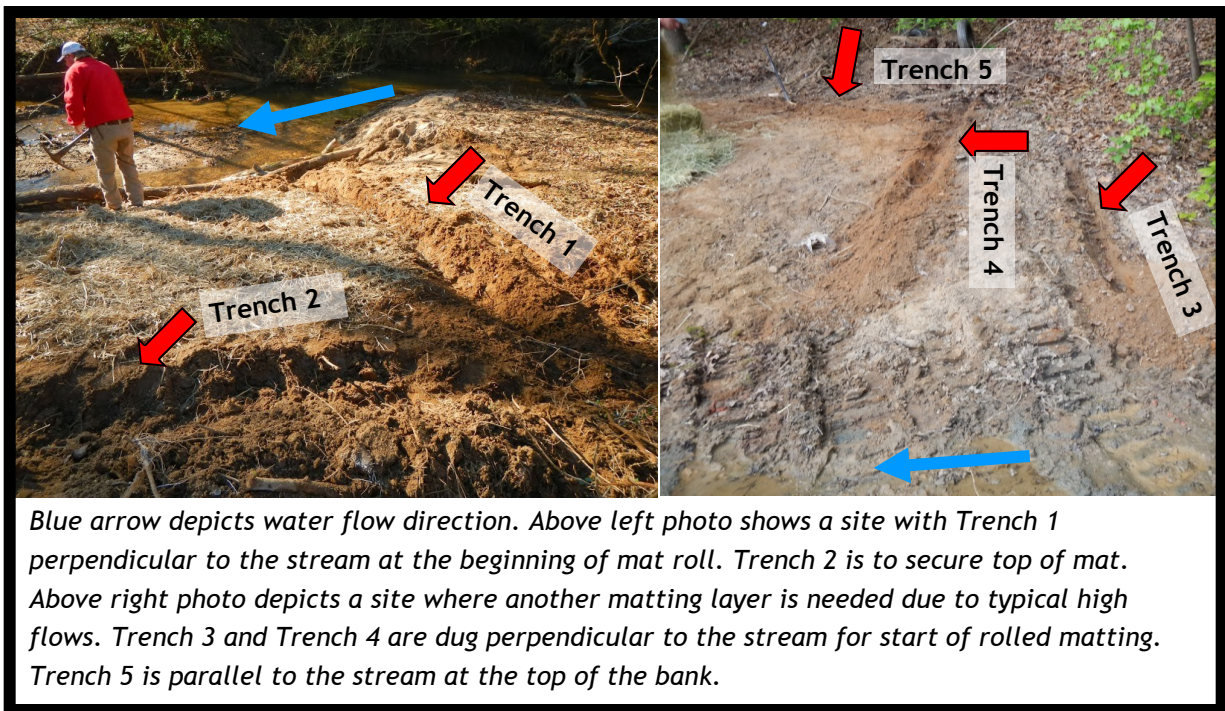 Trench 1
Trench 2
Trench 5
Trench 4
Trench 3
Blue arrow depicts water flow direction. Above left photo shows a site with Trench 1
perpendicular to the stream at the beginning of mat roll. Trench 2 is to secure top of mat.
Above right photo depicts a site where another matting layer is needed due to typical high
flows. Trench 3 and Trench 4 are dug perpendicular to the stream for start of rolled matting.
Trench 5 is parallel to the stream at the top of the bank.